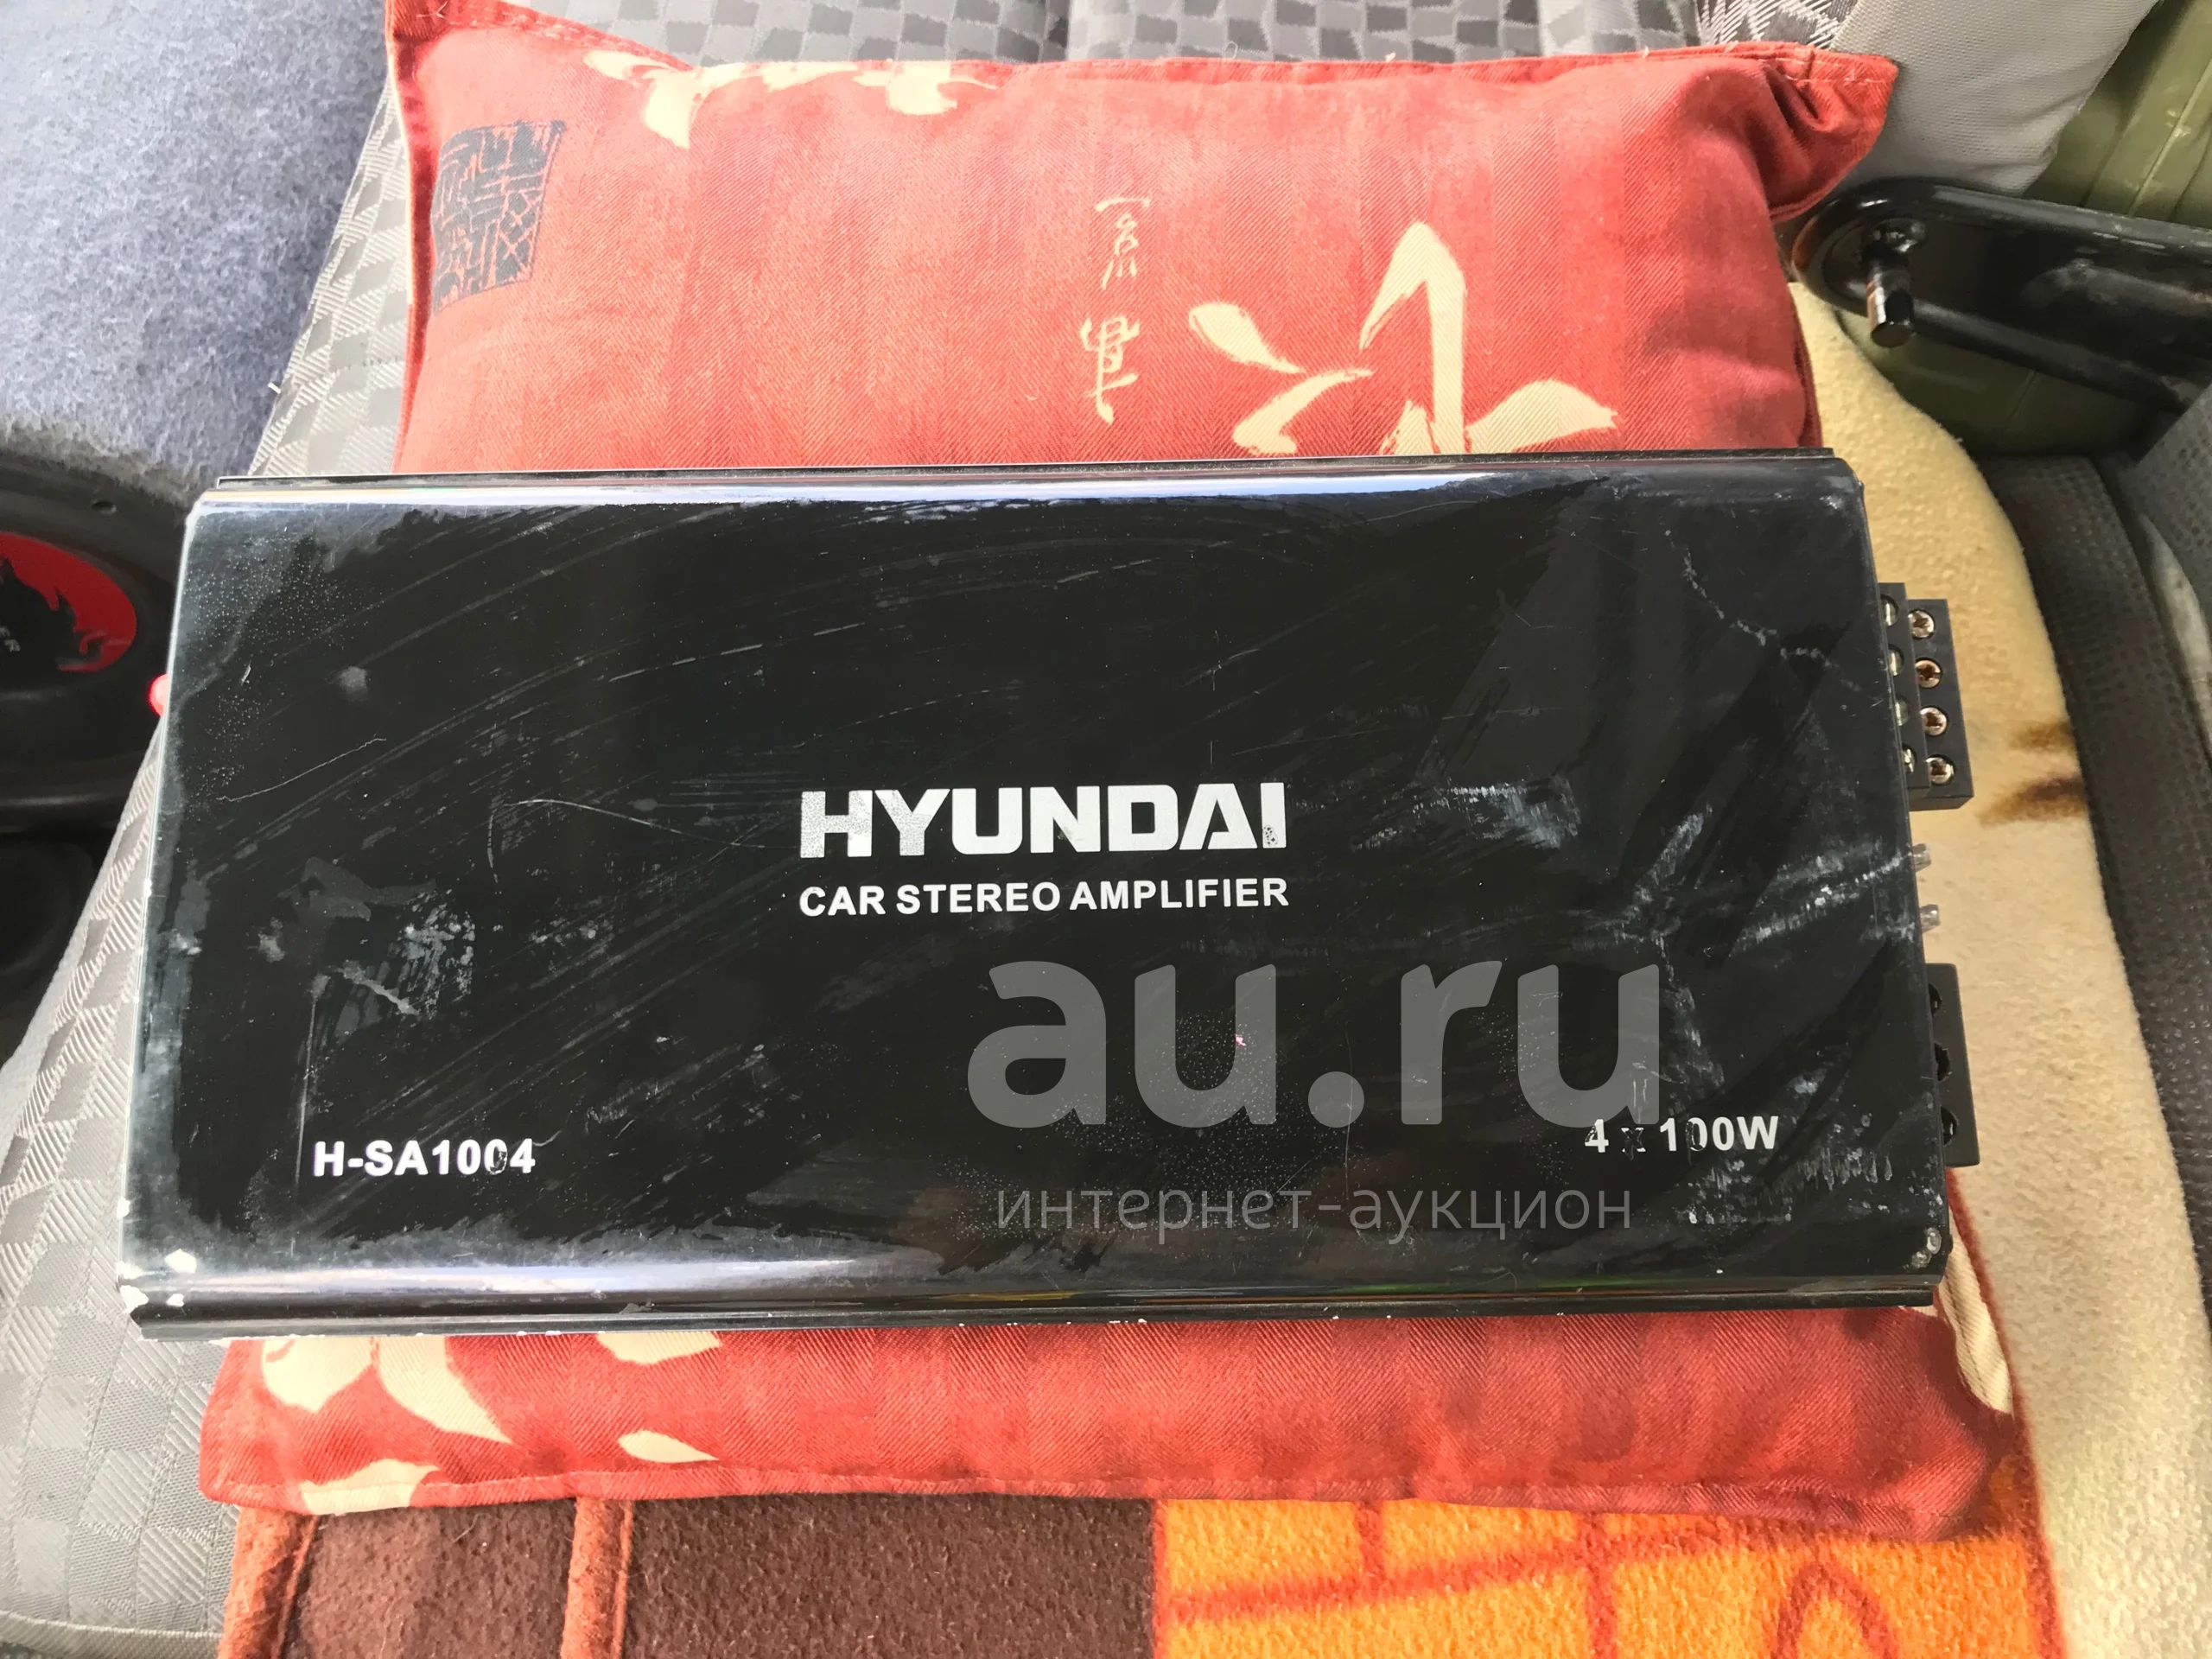 HYUNDAI
CAR STEREO AMPLIFIER
au.ru
H-SA1004
4 x 100W
интернет-аукцион